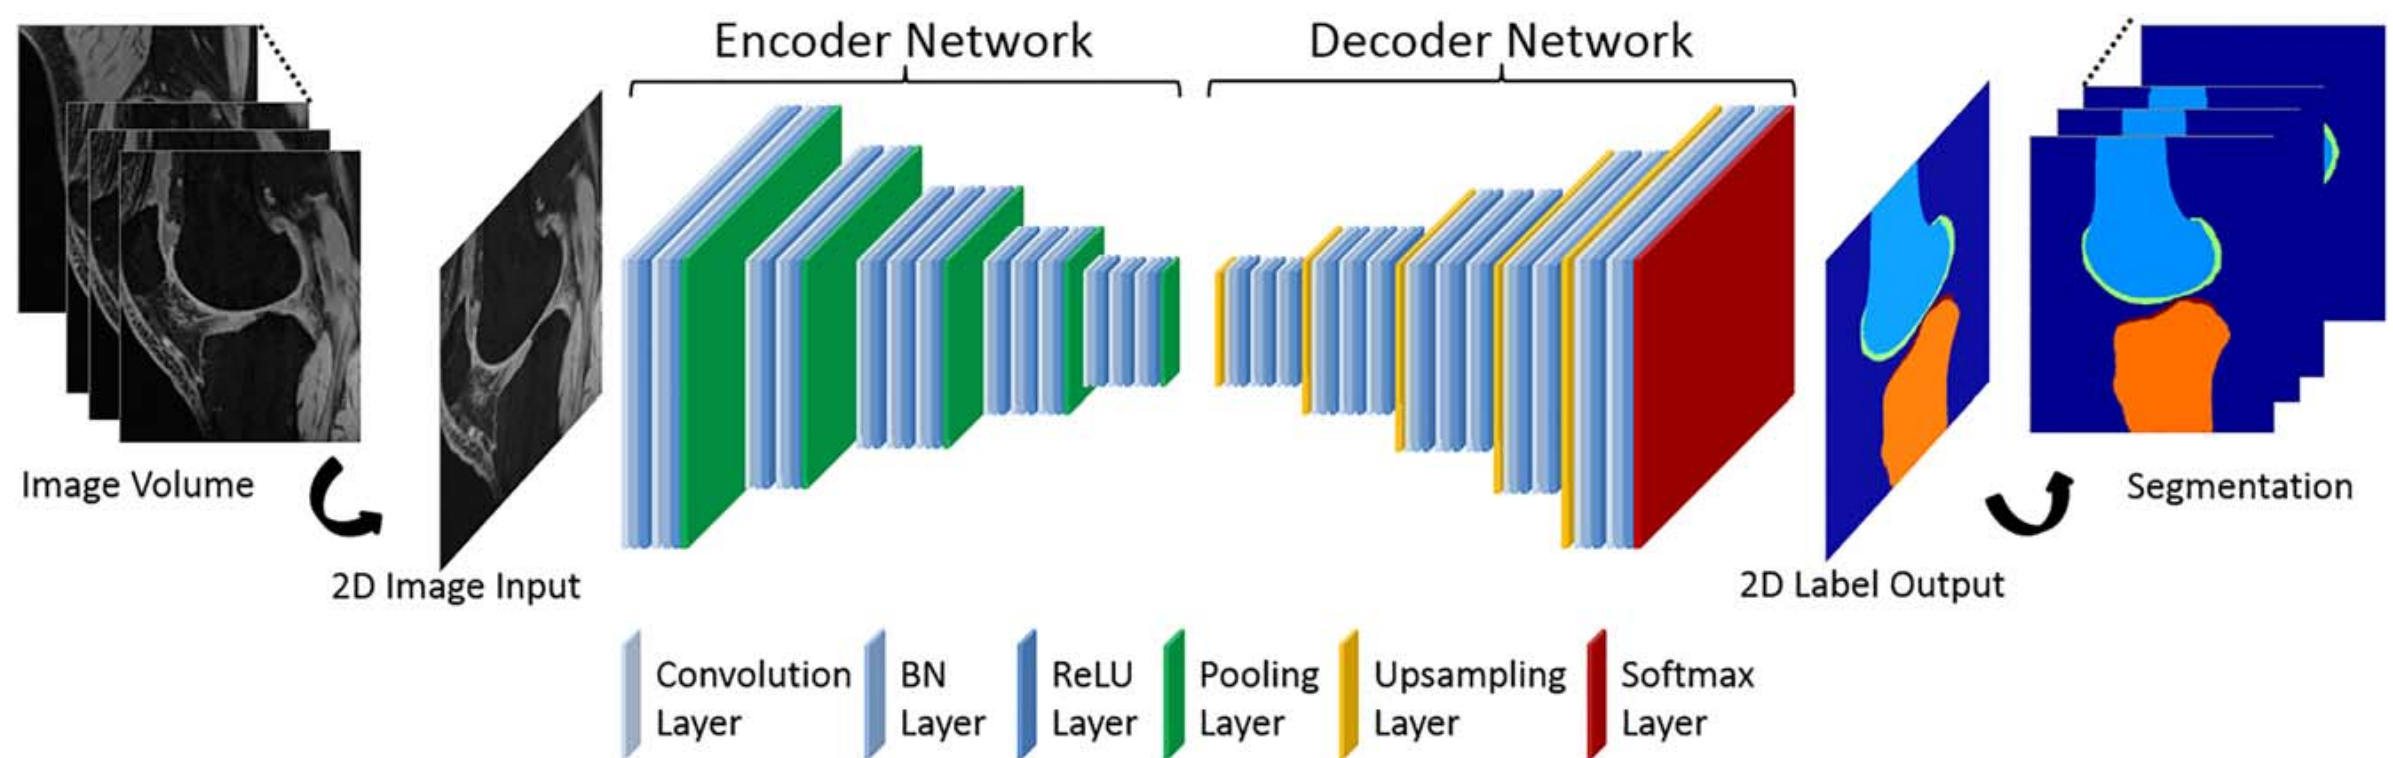 Encoder Network
Decoder Network
Image Volume
2D Image Input
2D Label Output
Segmentation
Convolution
Layer
BN
Layer
ReLU
Layer
Pooling
Layer
Upsampling
Layer
Softmax
Layer